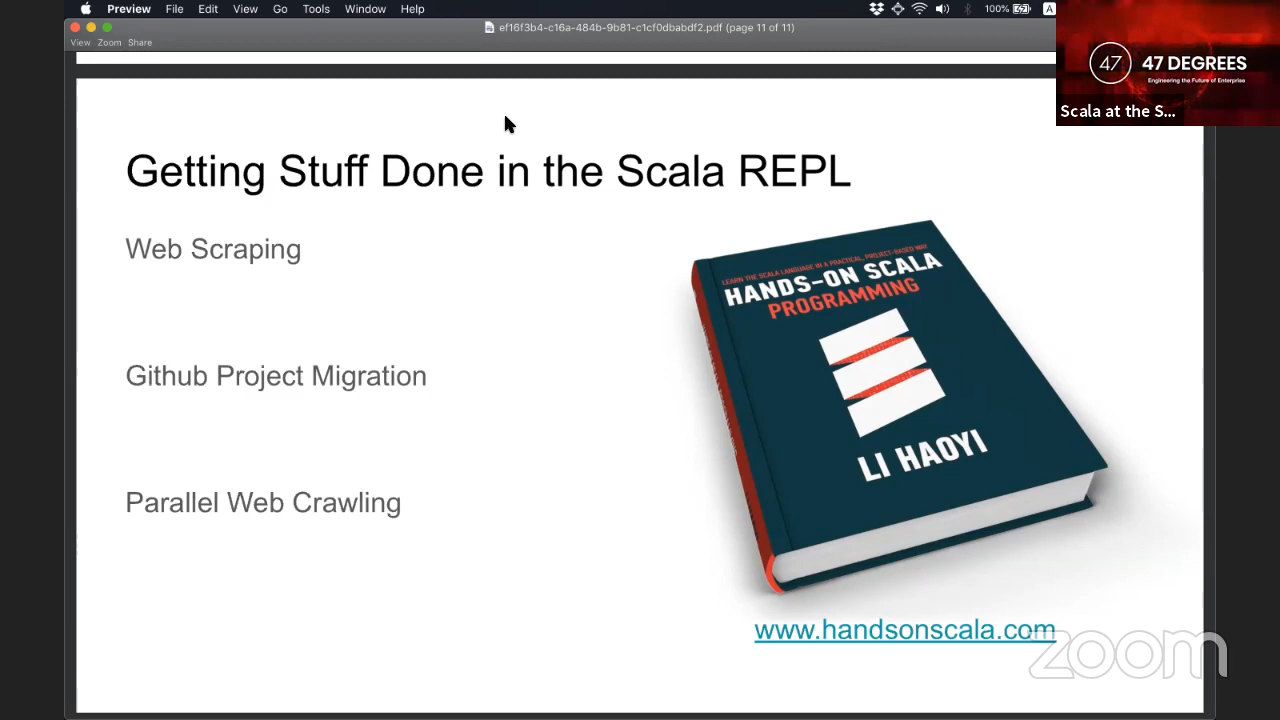 Preview File Edit View Go Tools Window Help 100% A
ef16f3b4-c16a-484b-9b81-c1cf0dbabdf2.pdf (page 11 of 11)
View Zoom Share
47 47 DEGREES
Engineering the Future of Enterprise
Scala at the S...
Getting Stuff Done in the Scala REPL
Web Scraping
Github Project Migration
Parallel Web Crawling
LEARN THE SCALA LANGUAGE IN A PRACTICAL, PROJECT-BASED WAY
HANDS-ON SCALA
PROGRAMMING
LI HAOYI
www.handsonscala.com
zoom